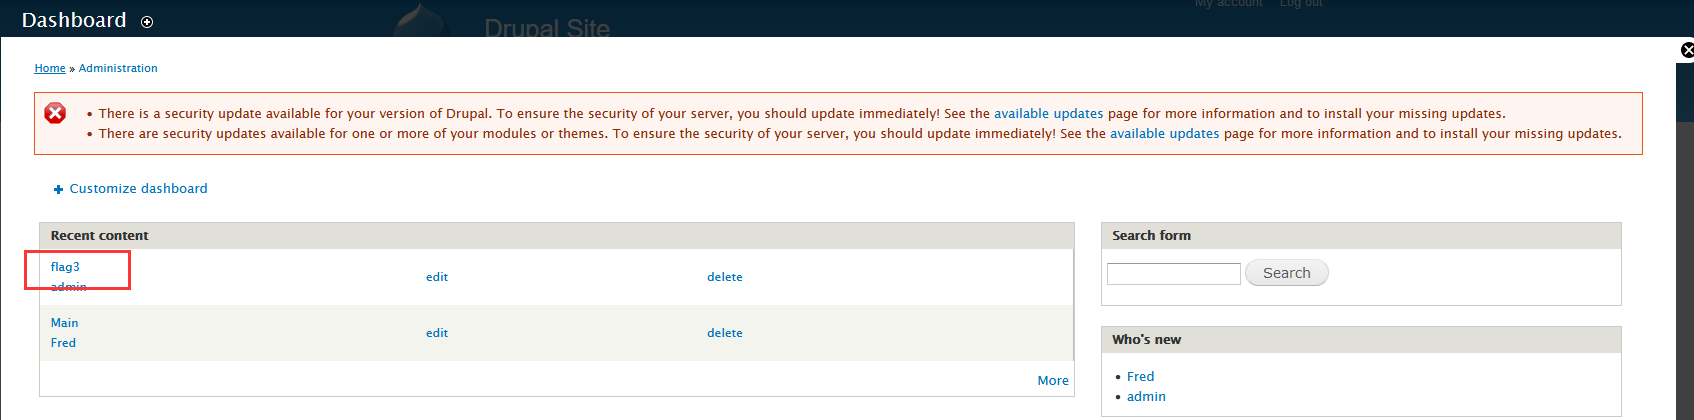 Dashboard
My account Log out
Drupal Site
Home » Administration
• There is a security update available for your version of Drupal. To ensure the security of your server, you should update immediately! See the available updates page for more information and to install your missing updates.
• There are security updates available for one or more of your modules or themes. To ensure the security of your server, you should update immediately! See the available updates page for more information and to install your missing updates.
Customize dashboard
Recent content
flag3 edit delete
admin
Main edit delete
Fred
More
Search form
Search
Who's new
• Fred
• admin